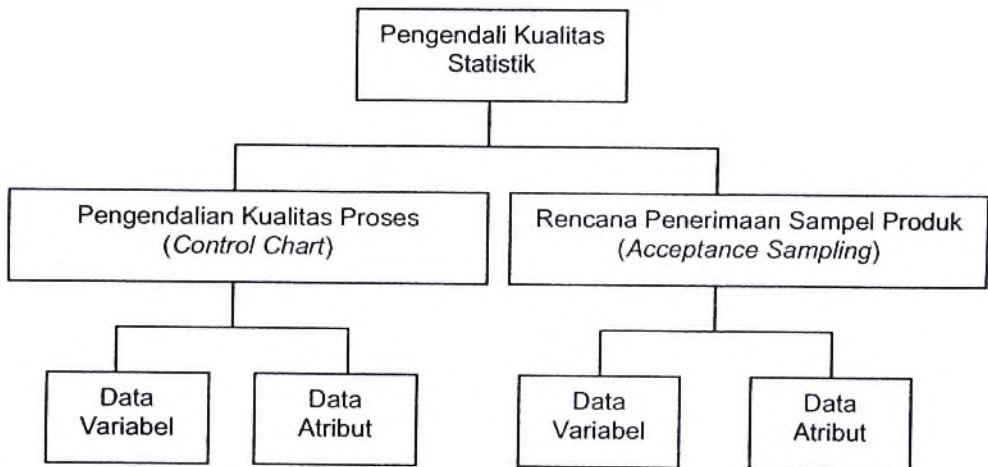 Pengendali Kualitas
Statistik
Pengendalian Kualitas Proses
(Control Chart)
Rencana Penerimaan Sampel Produk
(Acceptance Sampling)
Data
Variabel
Data
Atribut
Data
Variabel
Data
Atribut